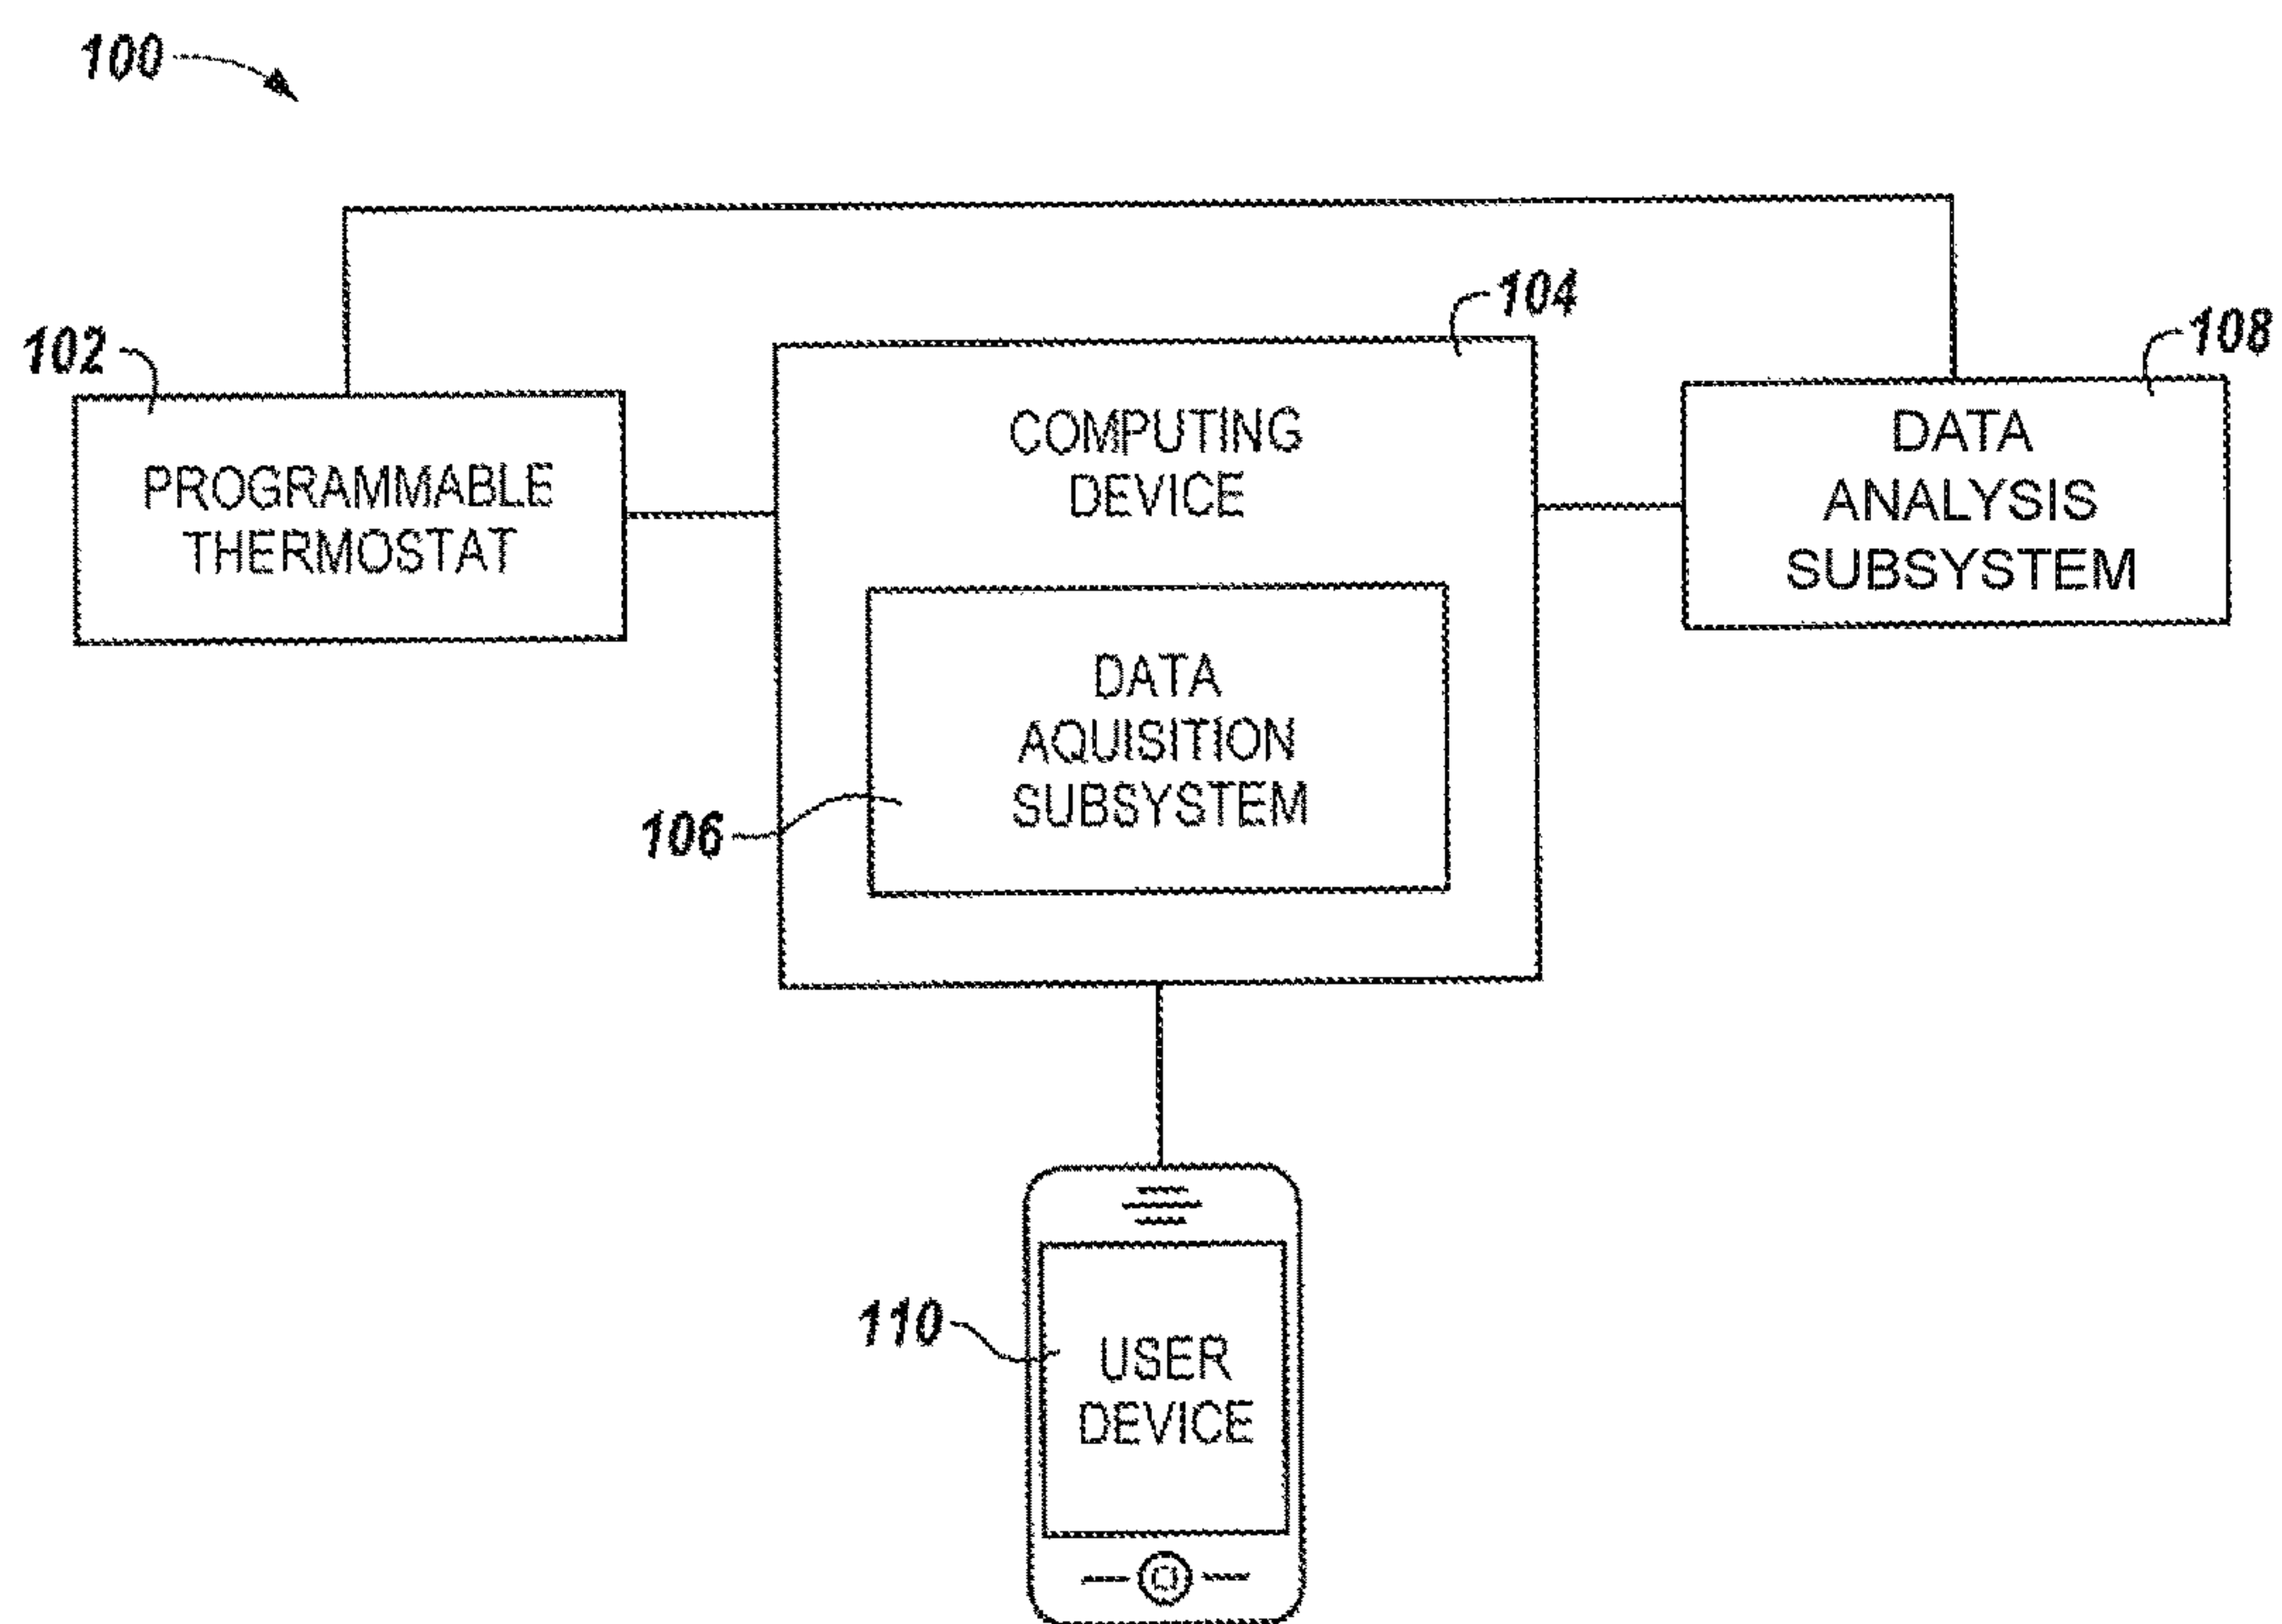 100
104
108
102
COMPUTING
DEVICE
DATA
ANALYSIS
SUBSYSTEM
PROGRAMMABLE
THERMOSTAT
DATA
AQUISITION
SUBSYSTEM
106
110
USER
DEVICE